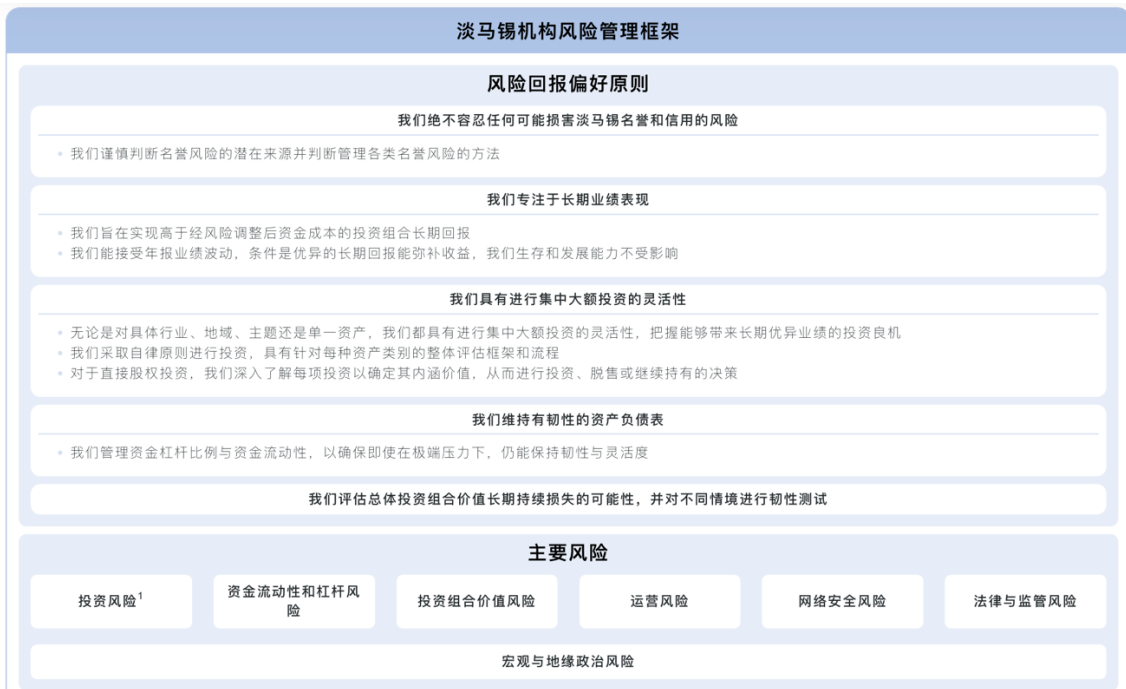 淡马锡机构风险管理框架
风险回报偏好原则
我们绝不容忍任何可能损害淡马锡名誉和信用的风险
• 我们谨慎判断名誉风险的潜在来源并判断管理各类名誉风险的方法
我们专注于长期业绩表现
• 我们旨在实现高于经风险调整后资金成本的投资组合长期回报
• 我们能接受年报业绩波动，条件是优异的长期回报能弥补收益，我们生存和发展能力不受影响
我们具有进行集中大额投资的灵活性
• 无论是对具体行业、地域、主题还是单一资产，我们都具有进行集中大额投资的灵活性，把握能够带来长期优异业绩的投资良机
• 我们采取自律原则进行投资，具有针对每种资产类别的整体评估框架和流程
• 对于直接股权投资，我们深入了解每项投资以确定其内涵价值，从而进行投资、脱售或继续持有的决策
我们维持有韧性的资产负债表
• 我们管理资金杠杆比例与资金流动性，以确保即使在极端压力下，仍能保持韧性与灵活度
我们评估总体投资组合价值长期持续损失的可能性，并对不同情境进行韧性测试
主要风险
投资风险¹
资金流动性和杠杆风
险
投资组合价值风险
运营风险
网络安全风险
法律与监管风险
宏观与地缘政治风险